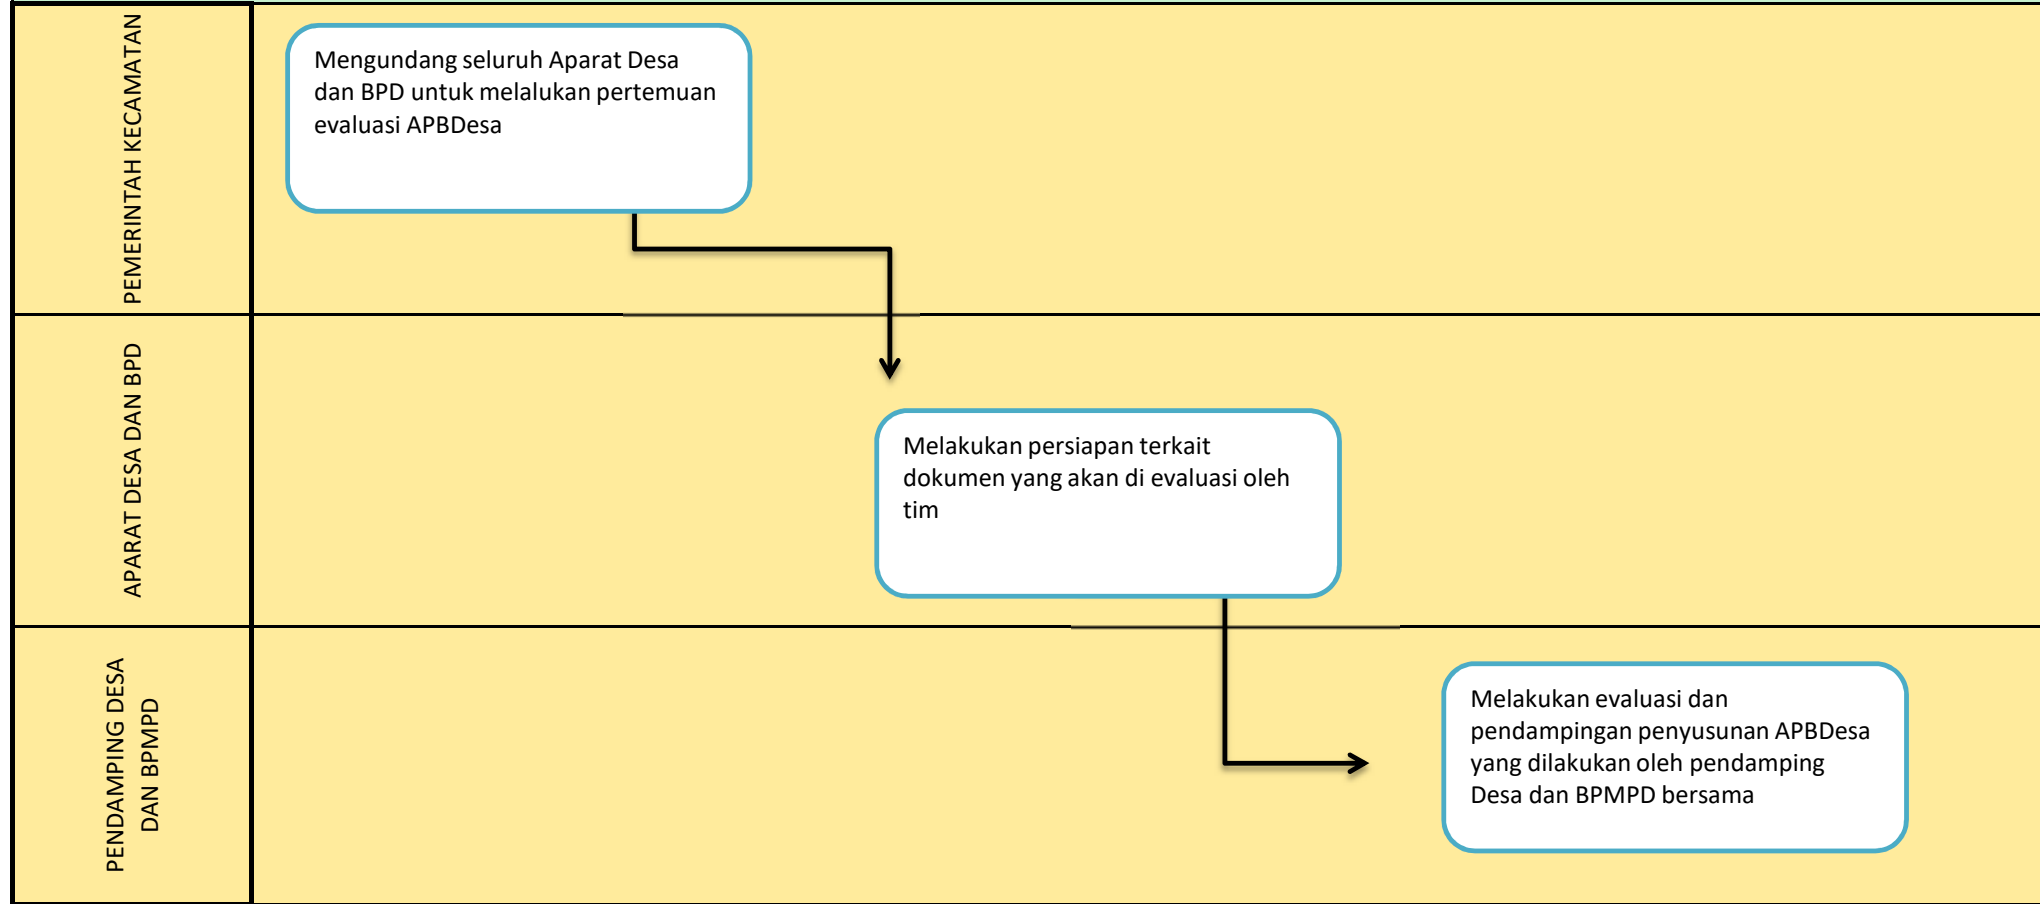 PEMERINTAH KECAMATAN
Mengundang seluruh Aparat Desa
dan BPD untuk melalukan pertemuan
evaluasi APBDesa
APARAT DESA DAN BPD
Melakukan persiapan terkait
dokumen yang akan di evaluasi oleh
tim
PENDAMPING DESA
DAN BPMPD
Melakukan evaluasi dan
pendampingan penyusunan APBDesa
yang dilakukan oleh pendamping
Desa dan BPMPD bersama